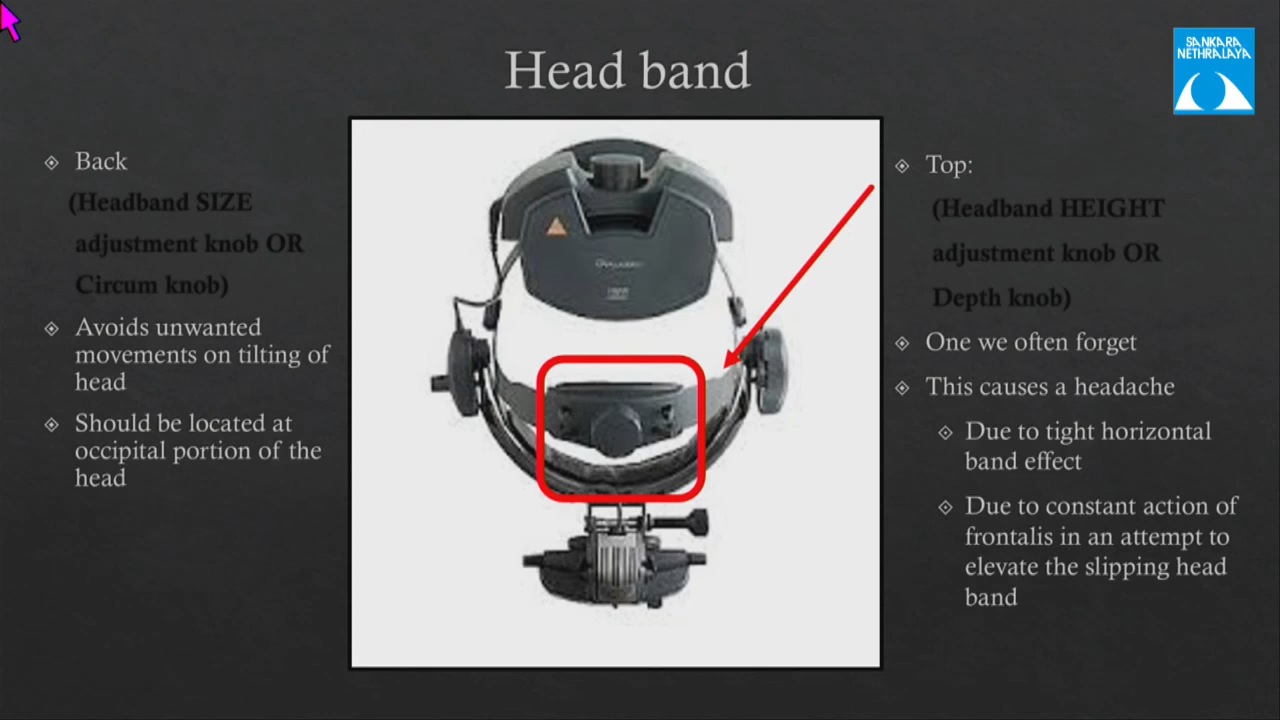 SANKARA
NETHRALAYA
Head band
Back
(Headband SIZE
adjustment knob OR
Circum knob)
Avoids unwanted
movements on tilting of
head
Should be located at
occipital portion of the
head
Top:
(Headband HEIGHT
adjustment knob OR
Depth knob)
One we often forget
This causes a headache
Due to tight horizontal
band effect
Due to constant action of
frontalis in an attempt to
elevate the slipping head
band